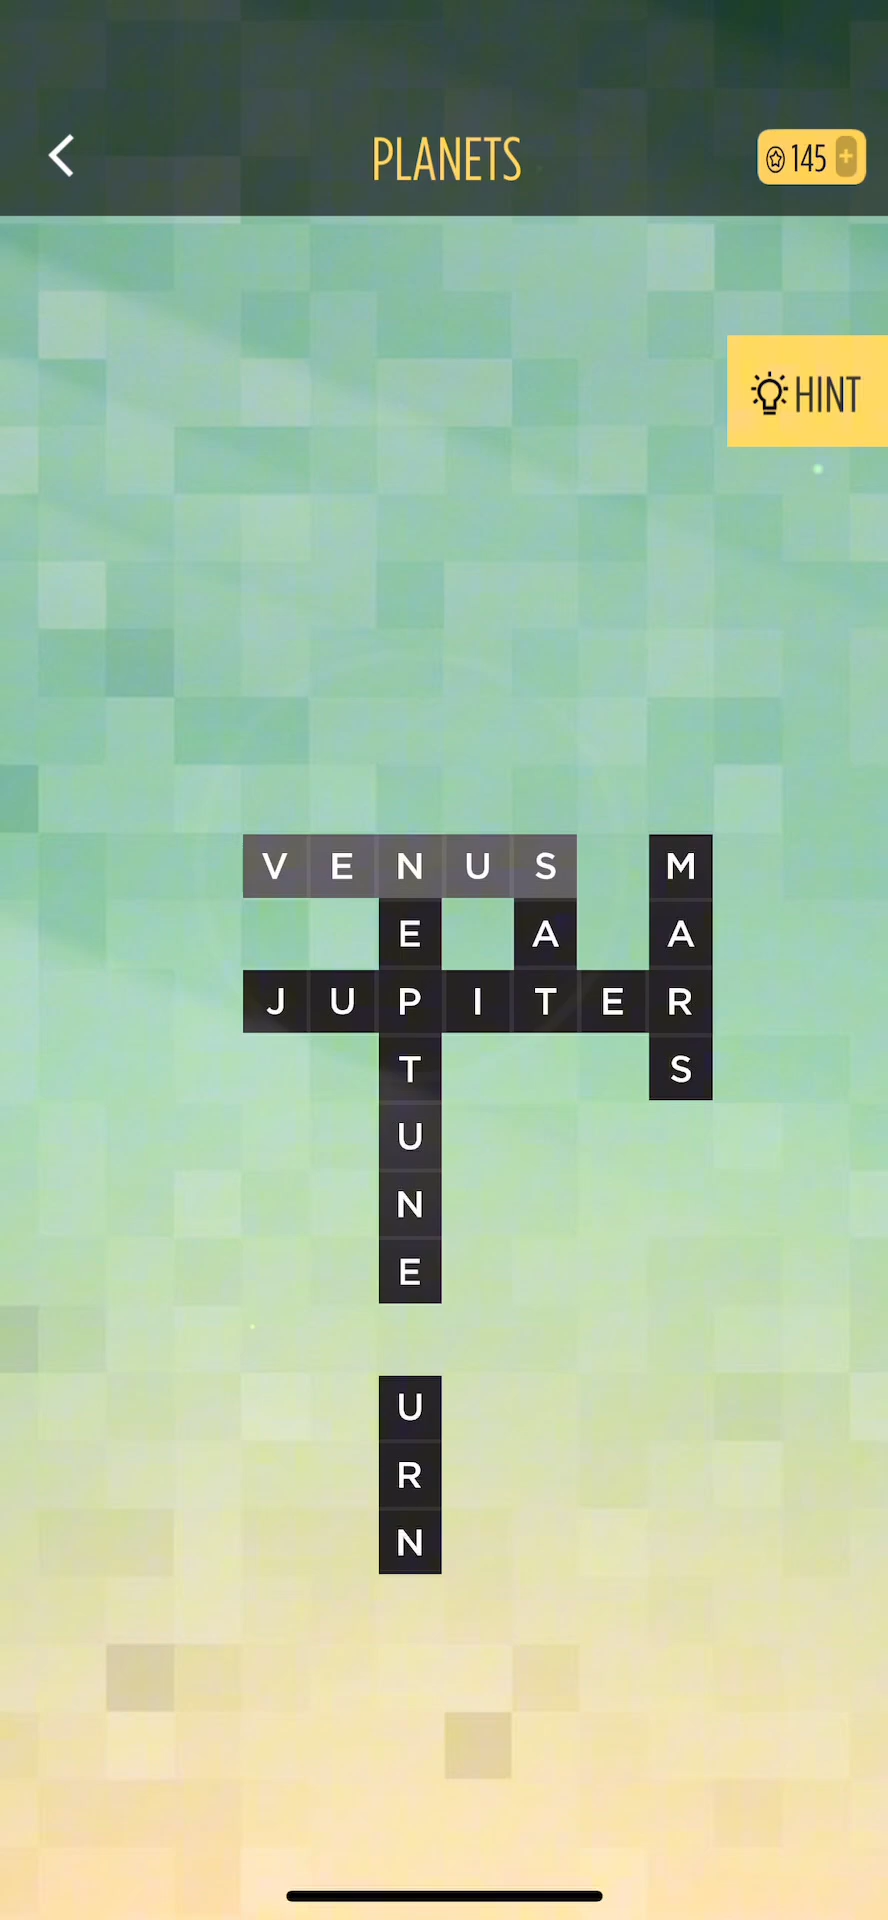 PLANETS
145 +
HINT
VENUS M
E A A
JUPITER
T S
U
N
E
U
R
N